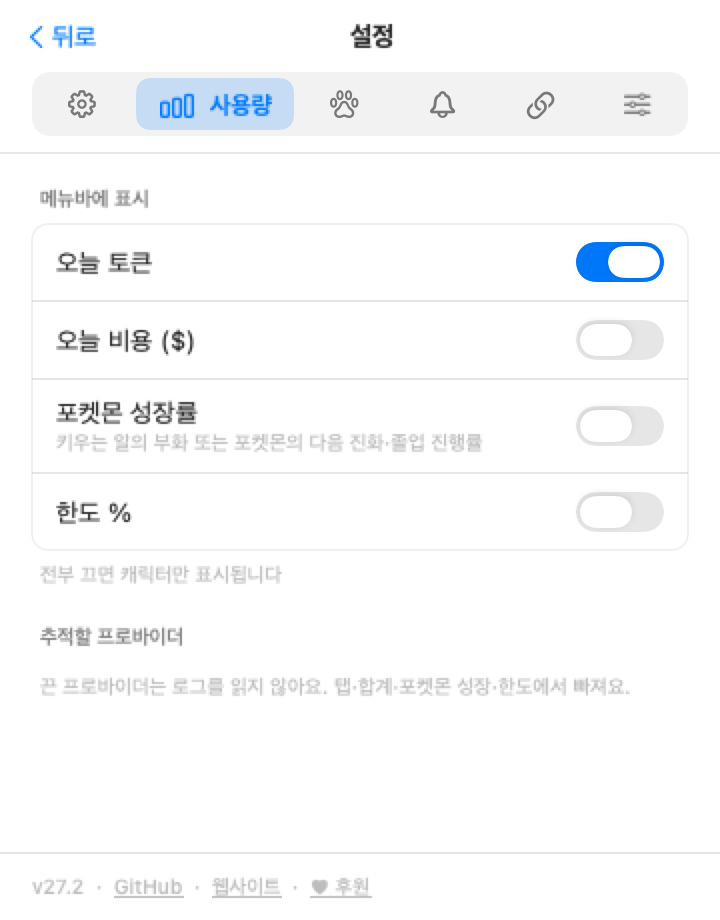 뒤로
설정
사용량
메뉴바에 표시
오늘 토큰
오늘 비용 ($)
포켓몬 성장률
키우는 알의 부화 또는 포켓몬의 다음 진화·졸업 진행률
한도 %
전부 끄면 캐릭터만 표시됩니다
추적할 프로바이더
끈 프로바이더는 로그를 읽지 않아요. 탭·합계·포켓몬 성장·한도에서 빠져요.
v27.2 · GitHub · 웹사이트 · ♥ 후원